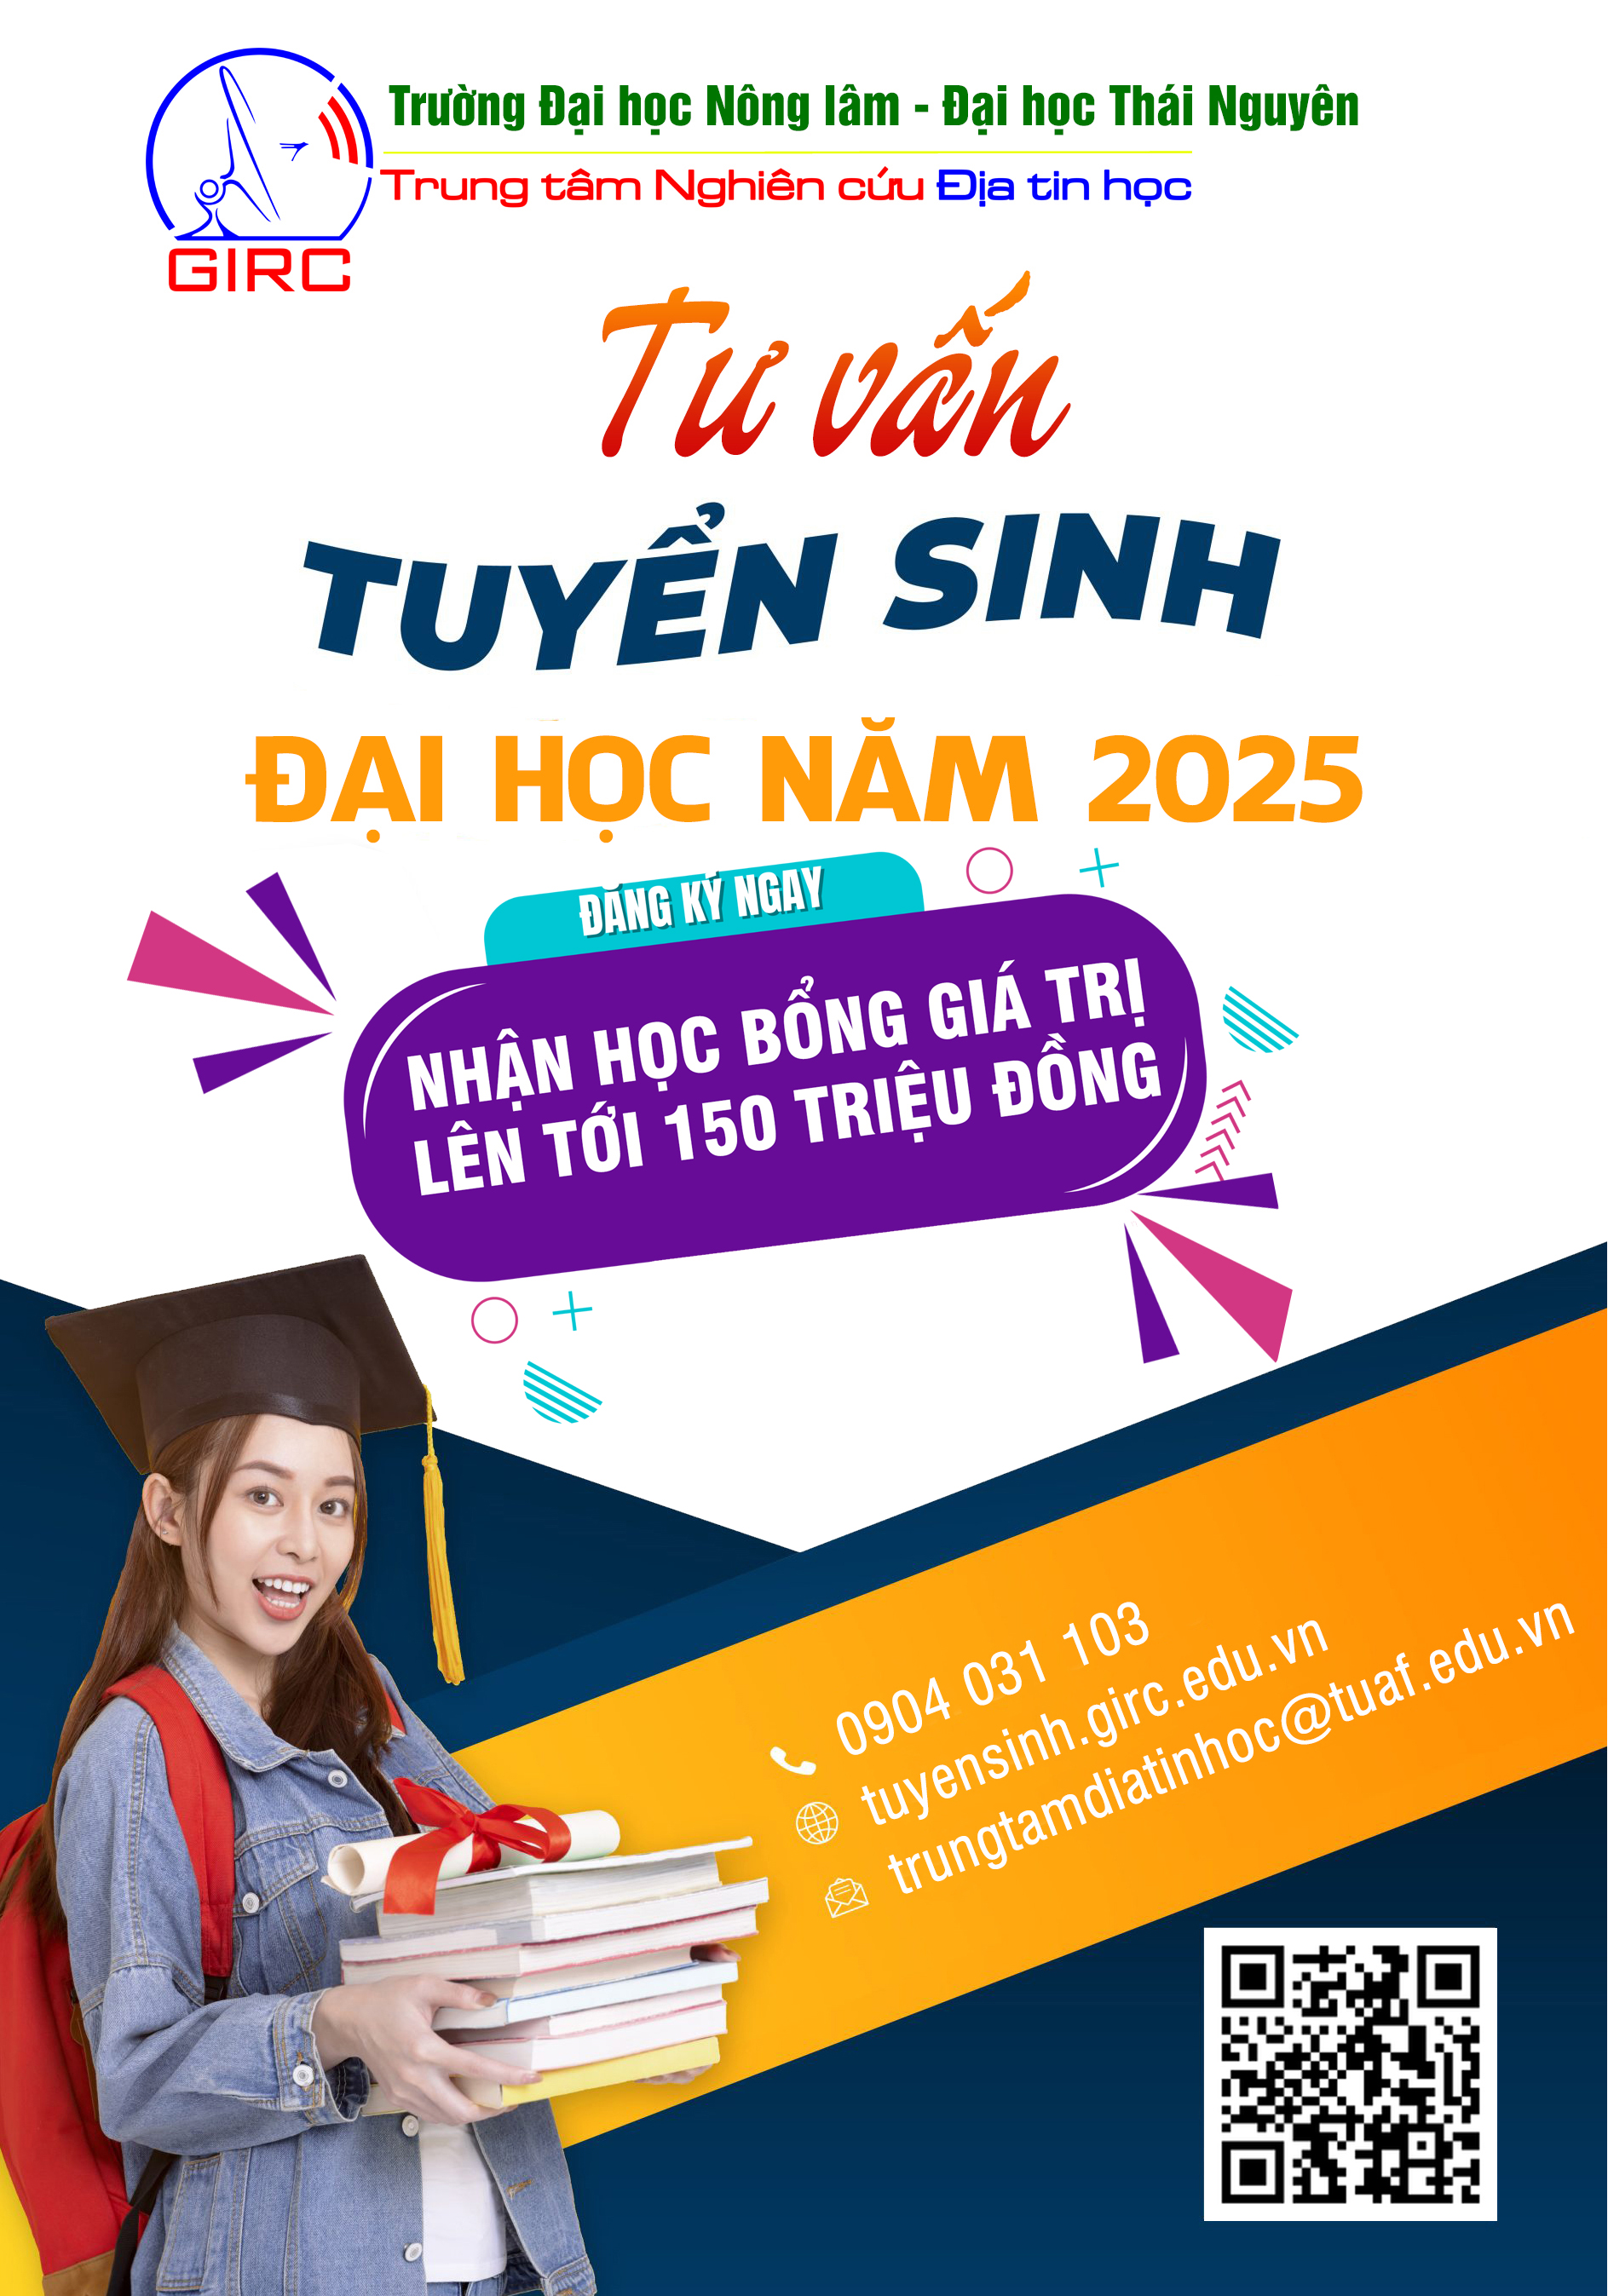 Trường Đại học Nông lâm - Đại học Thái Nguyên
Trung tâm Nghiên cứu Địa tin học
GIRC
Tư vấn
TUYỂN SINH
ĐẠI HỌC NĂM 2025
ĐĂNG KÝ NGAY
NHẬN HỌC BỔNG GIÁ TRỊ
LÊN TỚI 150 TRIỆU ĐỒNG
0904 031 103
tuyensinh.girc.edu.vn
trungtamdiatinhoc@tuaf.edu.vn